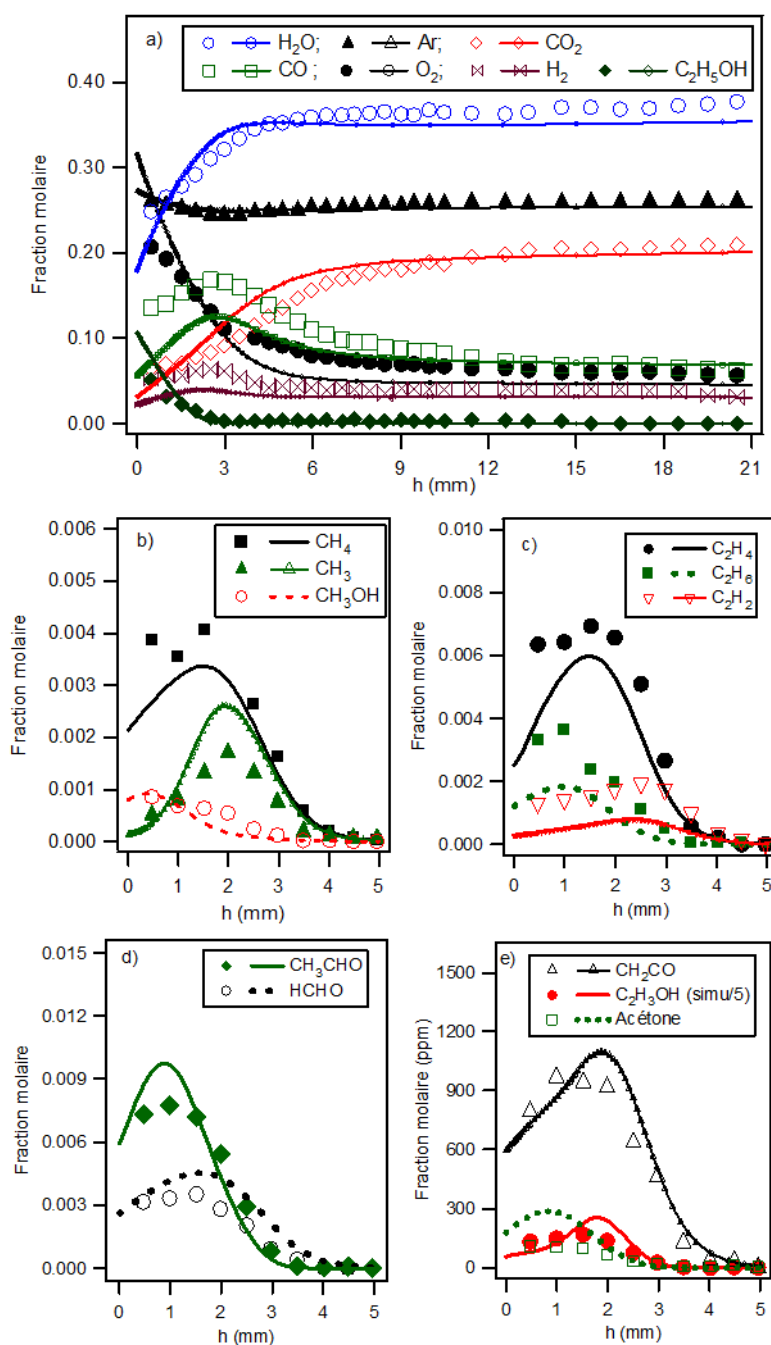 a)
H₂O; Ar; CO₂
CO ; O₂; H₂ C₂H₅OH
0.40
0.30
0.20
0.10
0.00
Fraction molaire
0 3 6 9 12 15 18 21
h (mm)
b)
CH₄
CH₃
CH₃OH
0.006
0.005
0.004
0.003
0.002
0.001
0.000
Fraction molaire
0 1 2 3 4 5
h (mm)
c)
C₂H₄
C₂H₆
C₂H₂
0.010
0.008
0.006
0.004
0.002
0.000
Fraction molaire
0 1 2 3 4 5
h (mm)
d)
CH₃CHO
HCHO
0.015
0.012
0.009
0.006
0.003
0.000
Fraction molaire
0 1 2 3 4 5
h (mm)
e)
CH₂CO
C₂H₃OH (simu/5)
Acétone
1500
1200
900
600
300
0
Fraction molaire (ppm)
0 1 2 3 4 5
h (mm)